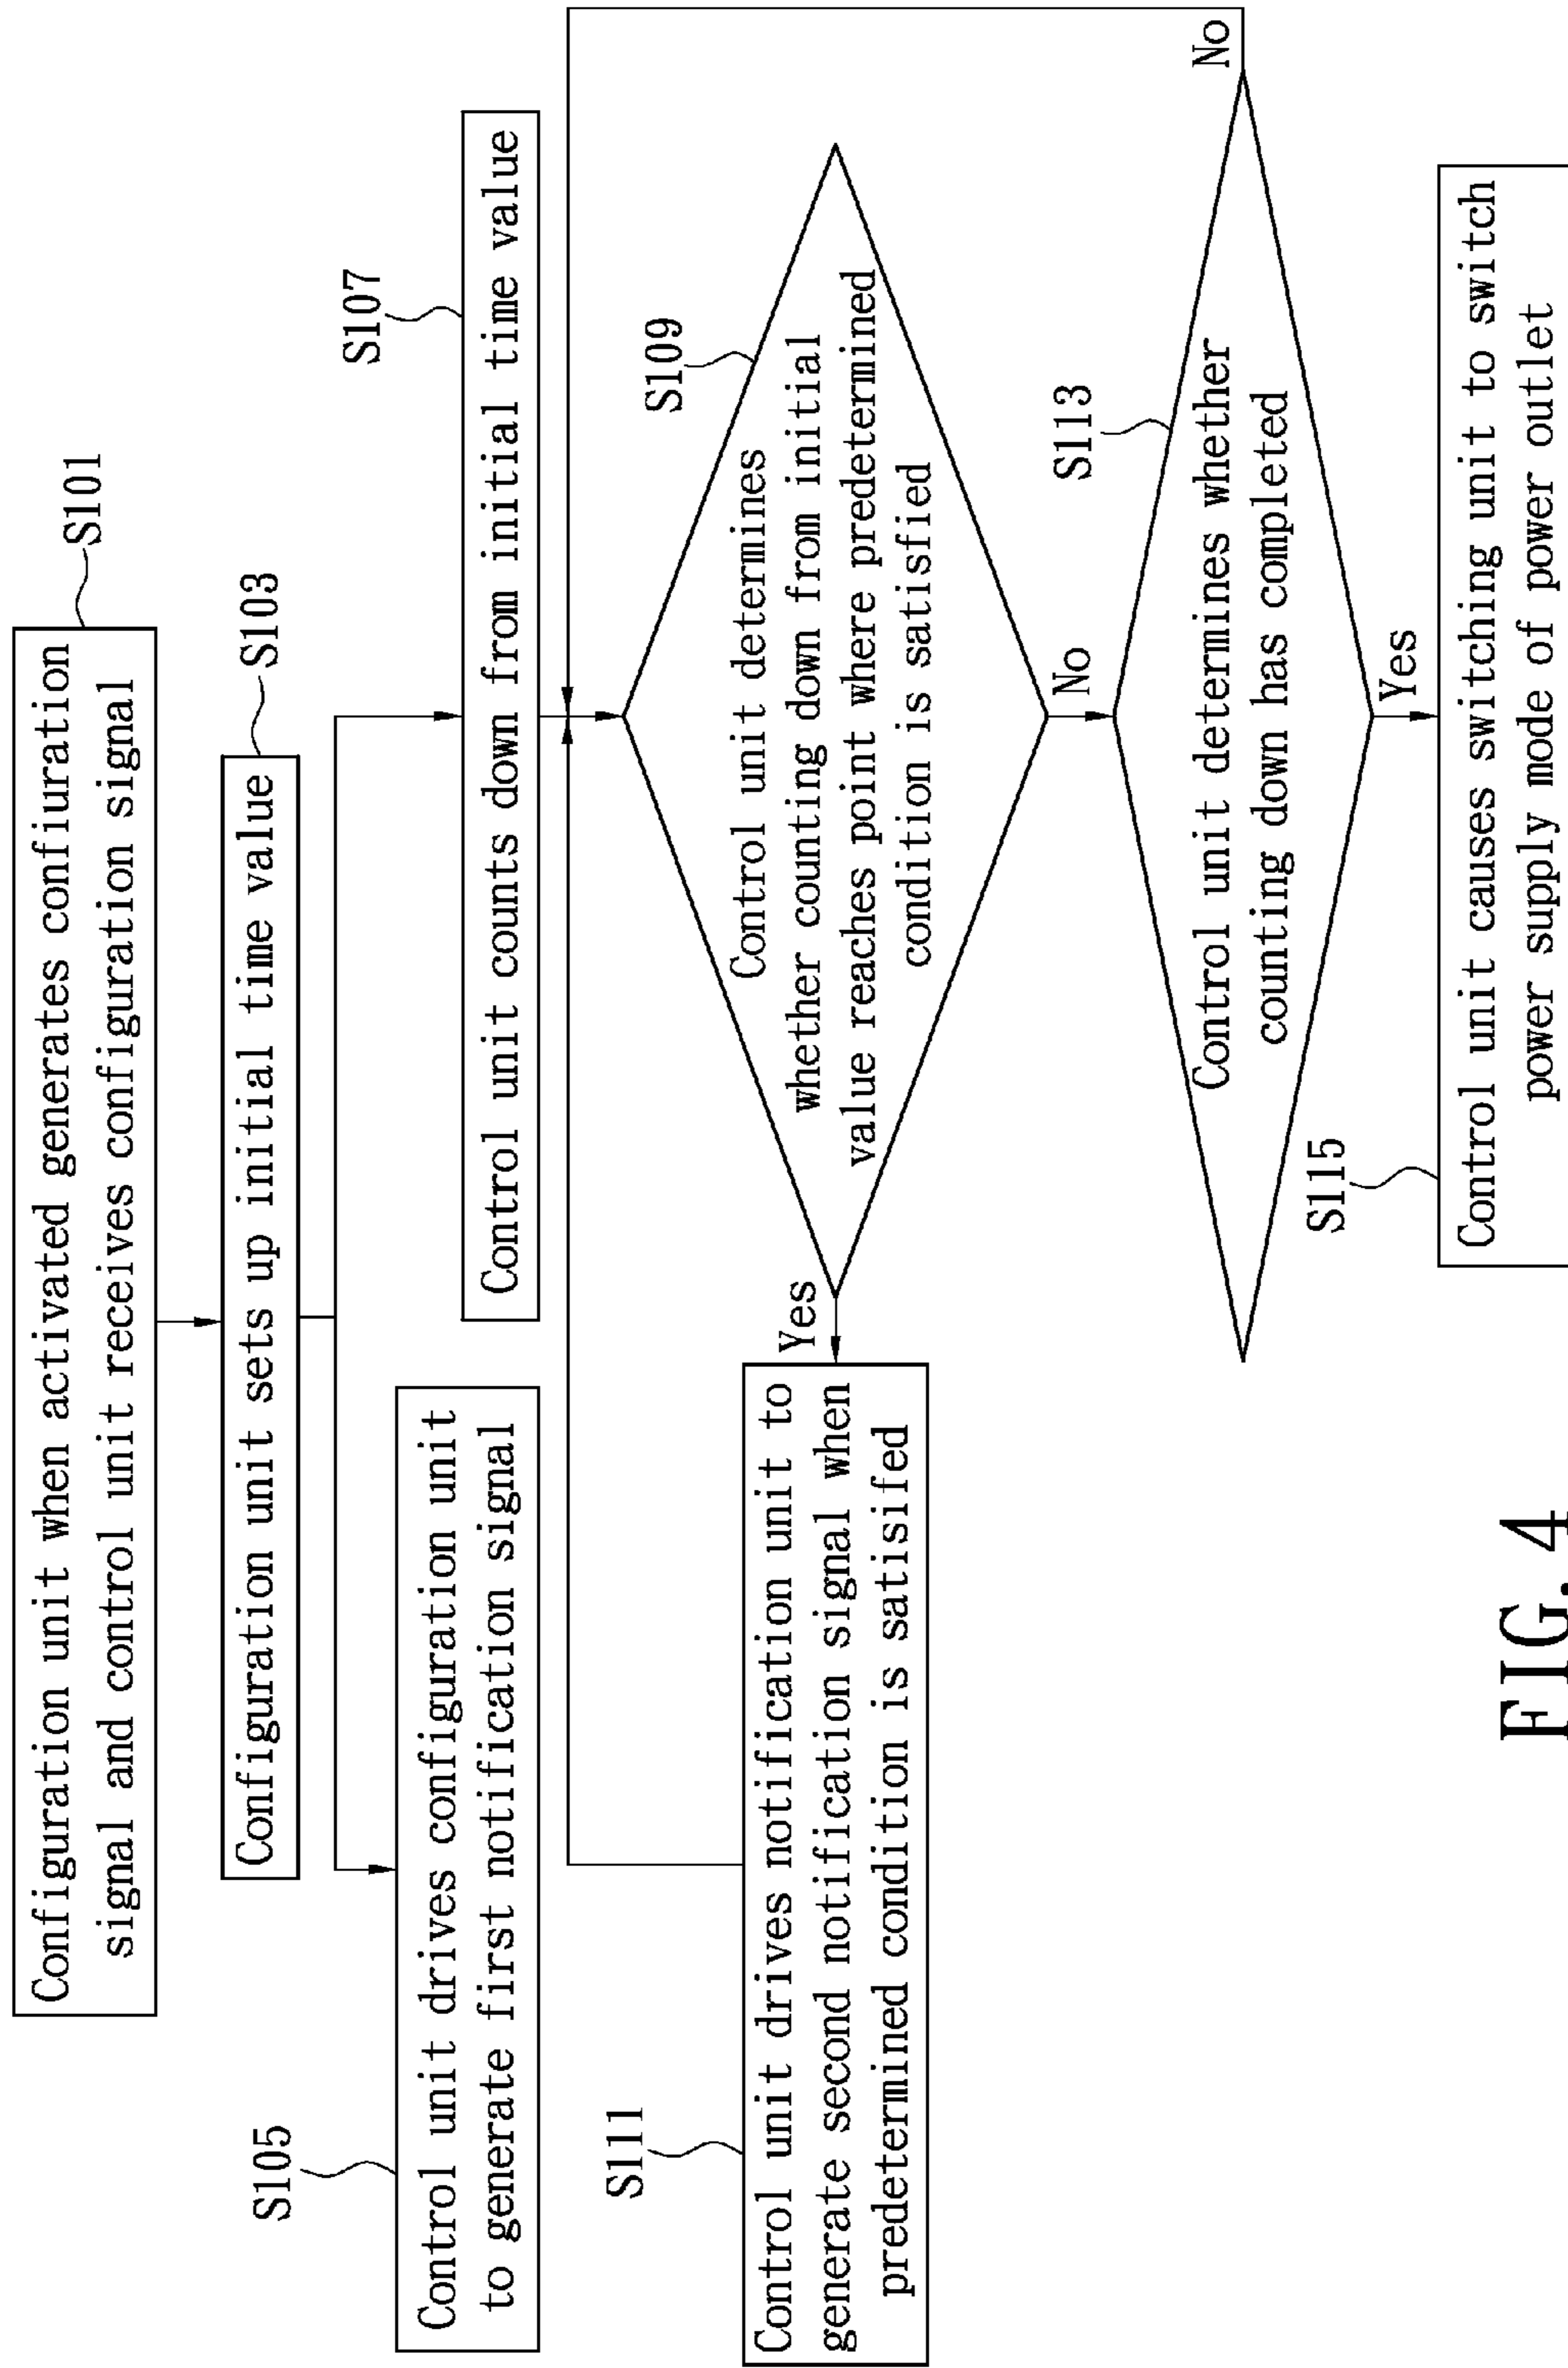 S101
Configuration unit when activated generates confiuration
signal and control unit receives configuration signal
S103
Configuration unit sets up initial time value
S105
Control unit drives configuration unit
to generate first notification signal
S107
Control unit counts down from initial time value
S109
Control unit determines
whether counting down from initial
value reaches point where predetermined
condition is satisfied
Yes
No
S111
Control unit drives notification unit to
generate second notification signal when
predetermined condition is satisifed
S113
Control unit determines whether
counting down has completed
No
Yes
S115
Control unit causes switching unit to switch
power supply mode of power outlet
FIG. 4